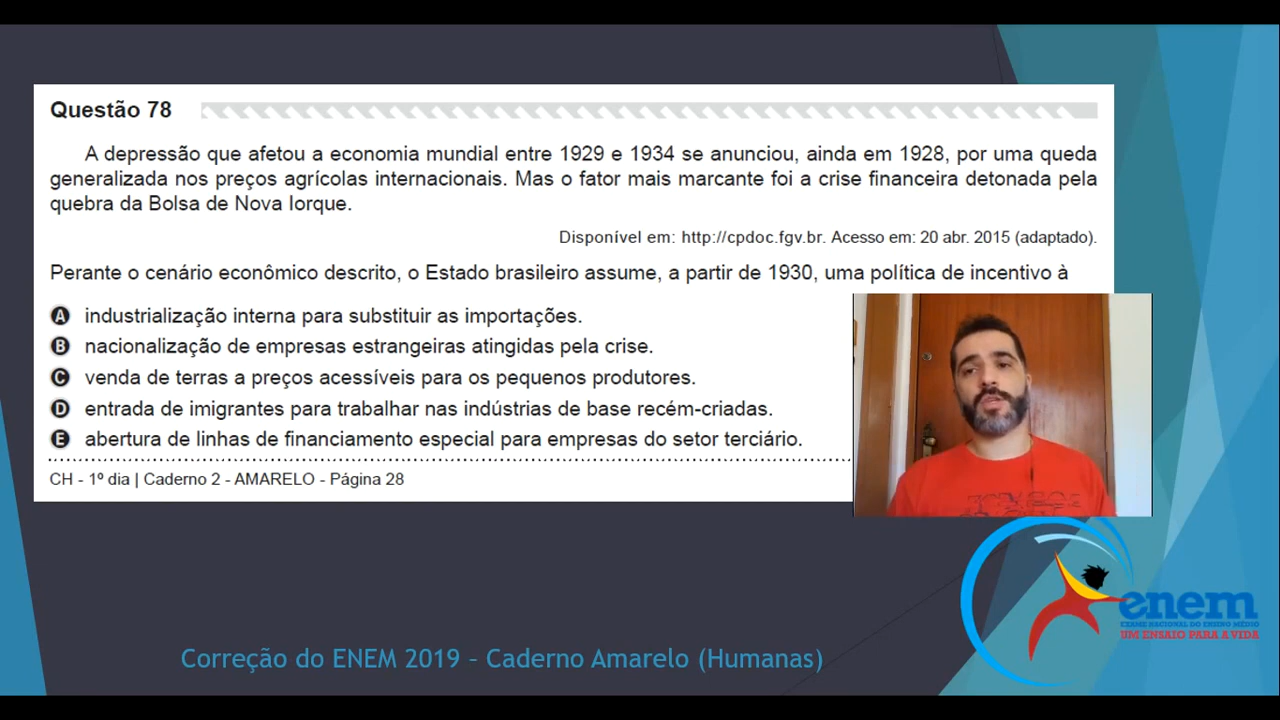 Questão 78
A depressão que afetou a economia mundial entre 1929 e 1934 se anunciou, ainda em 1928, por uma queda
generalizada nos preços agrícolas internacionais. Mas o fator mais marcante foi a crise financeira detonada pela
quebra da Bolsa de Nova Iorque.
Disponível em: http://cpdoc.fgv.br. Acesso em: 20 abr. 2015 (adaptado).
Perante o cenário econômico descrito, o Estado brasileiro assume, a partir de 1930, uma política de incentivo à
A industrialização interna para substituir as importações.
B nacionalização de empresas estrangeiras atingidas pela crise.
C venda de terras a preços acessíveis para os pequenos produtores.
D entrada de imigrantes para trabalhar nas indústrias de base recém-criadas.
E abertura de linhas de financiamento especial para empresas do setor terciário.
CH - 1º dia | Caderno 2 - AMARELO - Página 28
enem
EXAME NACIONAL DO ENSINO MÉDIO
UM ENSAIO PARA A VIDA
Correção do ENEM 2019 – Caderno Amarelo (Humanas)